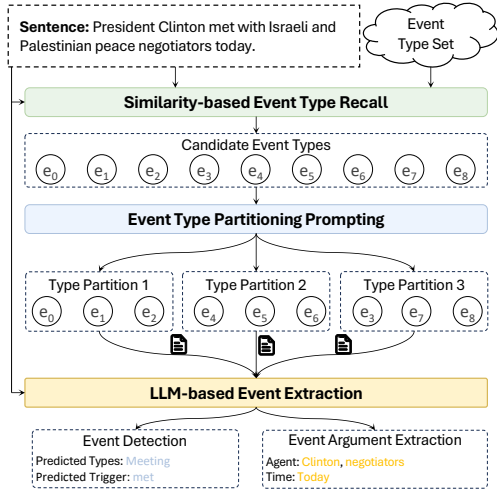 Sentence: President Clinton met with Israeli and
Palestinian peace negotiators today.
Event
Type Set
Similarity-based Event Type Recall
Candidate Event Types
e0 e1 e2 e3 e4 e5 e6 e7 e8
Event Type Partitioning Prompting
Type Partition 1
e0 e1 e2
Type Partition 2
e4 e5 e6
Type Partition 3
e3 e7 e8
LLM-based Event Extraction
Event Detection
Predicted Types: Meeting
Predicted Trigger: met
Event Argument Extraction
Agent: Clinton, negotiators
Time: Today